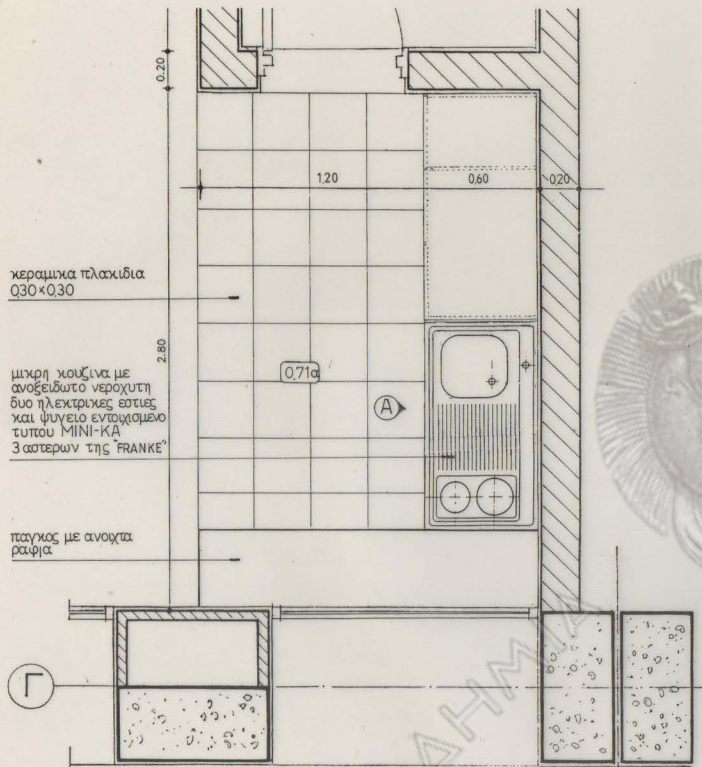 0.20
1.20
0.60
0.20
κεραμικα πλακιδια
0.30×0.30
2.80
0.71α
μικρη κουζινα με
ανοξειδωτο νεροχυτη
δυο ηλεκτρικες εστιες
και ψυγειο εντοιχισμενο
τυπου MINI-KA
3 αστερων της "FRANKE"
Α
παγκος με ανοιχτα
ραφια
Γ
ΔΗΜΙΑ